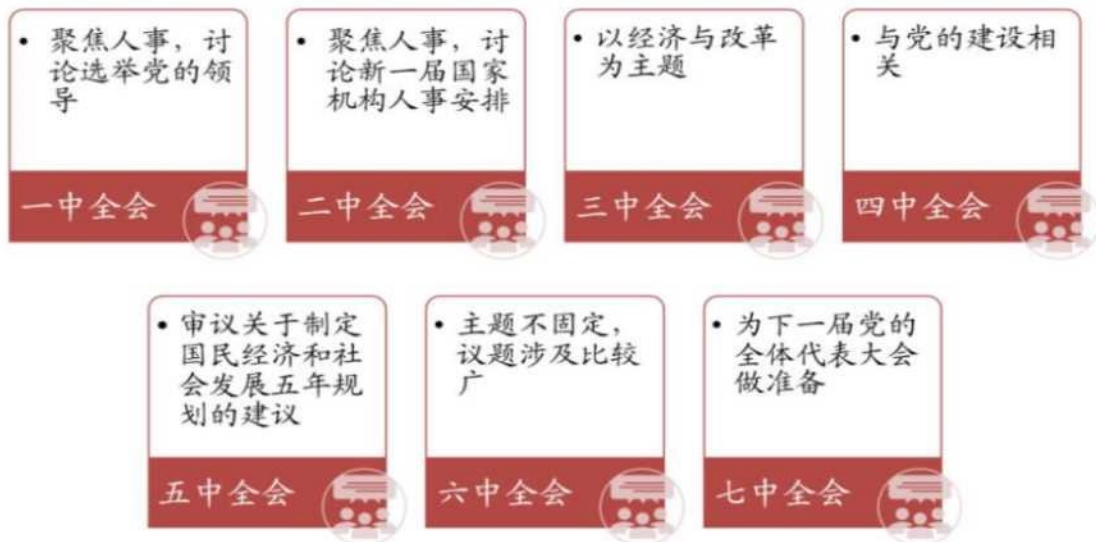 • 聚焦人事，讨
论选举党的领
导
一中全会
• 聚焦人事，讨
论新一届国家
机构人事安排
二中全会
• 以经济与改革
为主题
三中全会
• 与党的建设相
关
四中全会
• 审议关于制定
国民经济和社
会发展五年规
划的建议
五中全会
• 主题不固定，
议题涉及比较
广
六中全会
• 为下一届党的
全体代表大会
做准备
七中全会